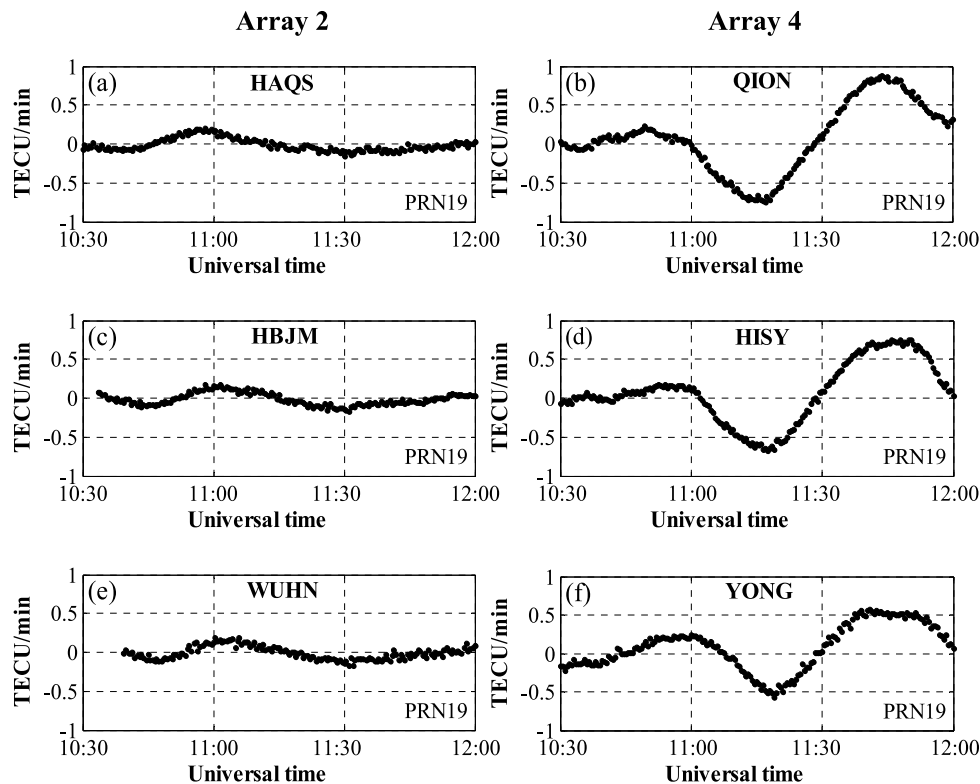 Array 2 Array 4
(a) HAQS
TECU/min
1
0.5
0
-0.5
-1
PRN19
10:30 11:00 11:30 12:00
Universal time
(b) QION
TECU/min
1
0.5
0
-0.5
-1
PRN19
10:30 11:00 11:30 12:00
Universal time
(c) HBJM
TECU/min
1
0.5
0
-0.5
-1
PRN19
10:30 11:00 11:30 12:00
Universal time
(d) HISY
TECU/min
1
0.5
0
-0.5
-1
PRN19
10:30 11:00 11:30 12:00
Universal time
(e) WUHN
TECU/min
1
0.5
0
-0.5
-1
PRN19
10:30 11:00 11:30 12:00
Universal time
(f) YONG
TECU/min
1
0.5
0
-0.5
-1
PRN19
10:30 11:00 11:30 12:00
Universal time